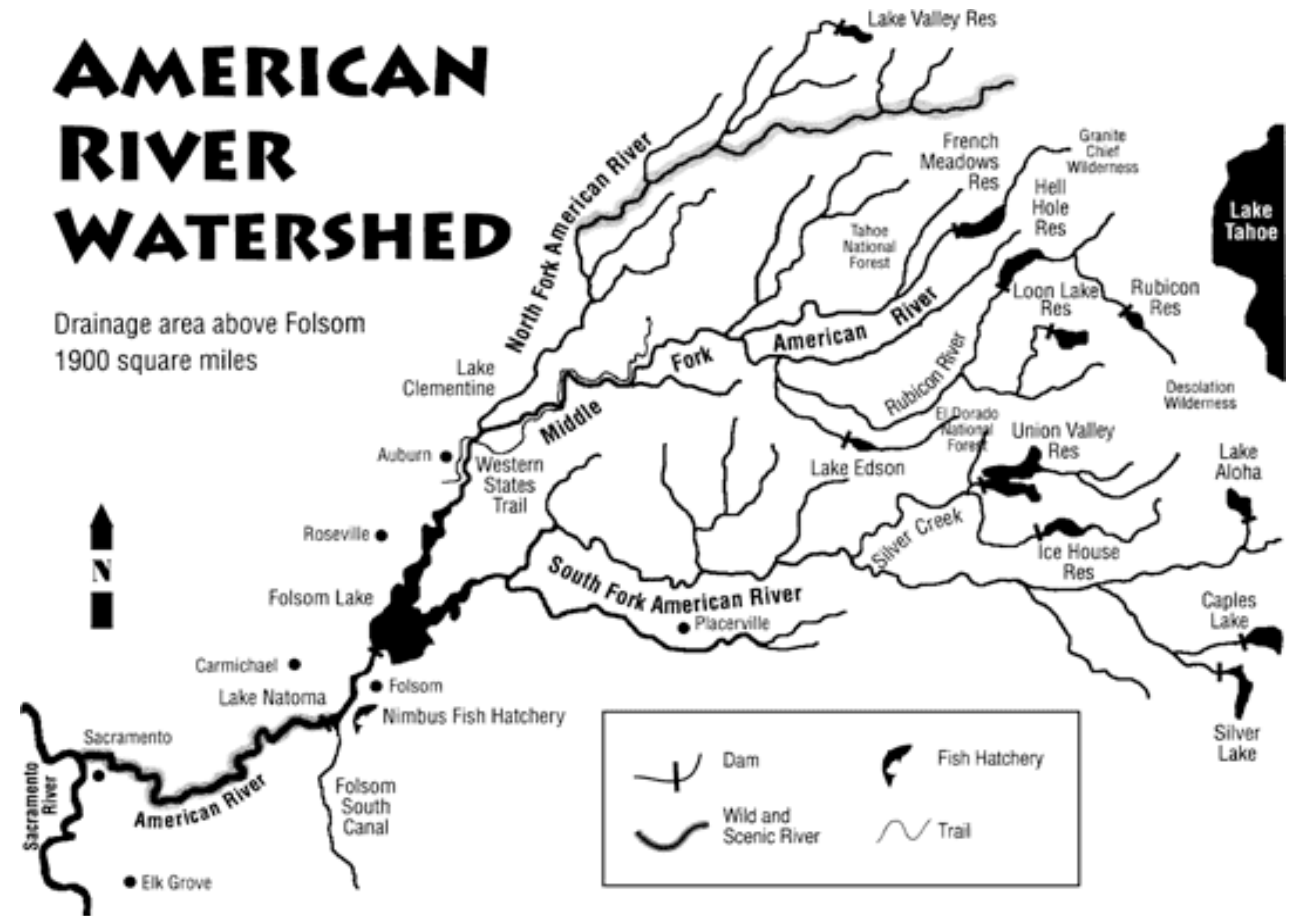 AMERICAN
RIVER
WATERSHED
Drainage area above Folsom
1900 square miles
Lake Valley Res
North Fork American River
French
Meadows
Res
Granite
Chief
Wilderness
Hell
Hole
Res
Lake
Tahoe
Tahoe
National
Forest
Loon Lake
Res
Rubicon
Res
Middle Fork American River
Rubicon River
Lake
Clementine
Desolation
Wilderness
El Dorado
National
Forest
Union Valley
Res
Lake
Aloha
Auburn
Western
States
Trail
Lake Edson
Silver Creek
Roseville
Ice House
Res
N
Folsom Lake
South Fork American River
Placerville
Caples
Lake
Carmichael
Folsom
Lake Natoma
Nimbus Fish Hatchery
Silver
Lake
Sacramento
Sacramento
River
American River
Folsom
South
Canal
Elk Grove
Dam
Fish Hatchery
Wild and
Scenic River
Trail